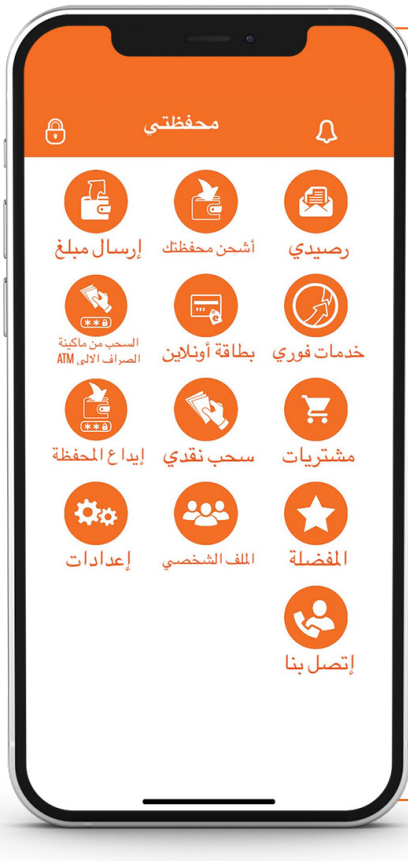 محفظتي
رصيدي
أشحن محفظتك
إرسال مبلغ
خدمات فوري
بطاقة أونلاين
السحب من ماكينة
الصراف الالى ATM
مشتريات
سحب نقدي
إيداع المحفظة
المفضلة
الملف الشخصي
إعدادات
إتصل بنا